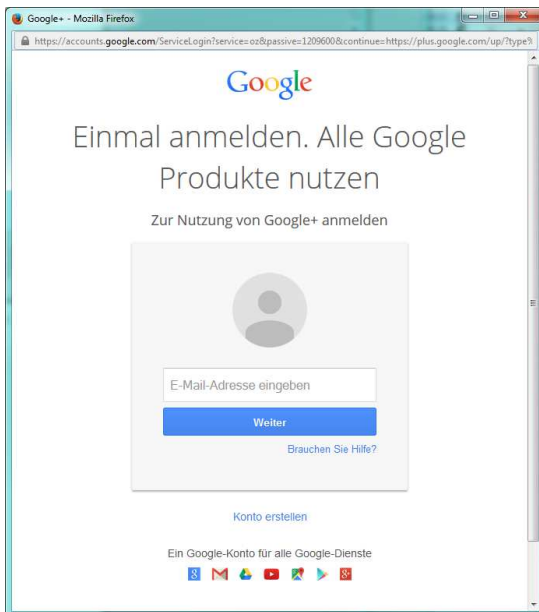 Google+ - Mozilla Firefox
https://accounts.google.com/ServiceLogin?service=oz&passive=1209600&continue=https://plus.google.com/up/?type%
Google
Einmal anmelden. Alle Google
Produkte nutzen
Zur Nutzung von Google+ anmelden
E-Mail-Adresse eingeben
Weiter
Brauchen Sie Hilfe?
Konto erstellen
Ein Google-Konto für alle Google-Dienste